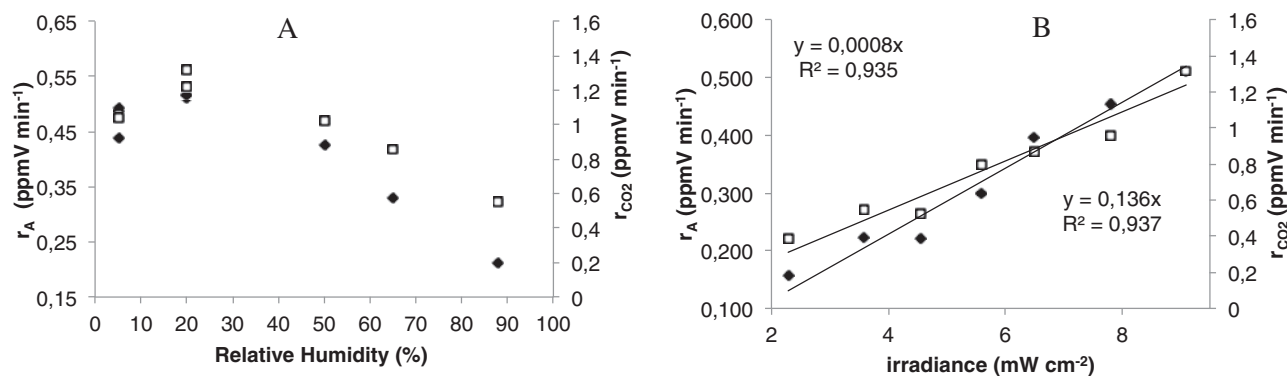 A
0,65
0,55
0,45
0,35
0,25
0,15
r_A (ppmV min⁻¹)
1,6
1,4
1,2
1
0,8
0,6
0,4
0,2
0
r_CO2 (ppmV min⁻¹)
0 10 20 30 40 50 60 70 80 90 100
Relative Humidity (%)
B
0,600
0,500
0,400
0,300
0,200
0,100
r_A (ppmV min⁻¹)
y = 0,0008x
R² = 0,935
y = 0,136x
R² = 0,937
1,6
1,4
1,2
1
0,8
0,6
0,4
0,2
0
r_CO2 (ppmV min⁻¹)
2 4 6 8
irradiance (mW cm⁻²)